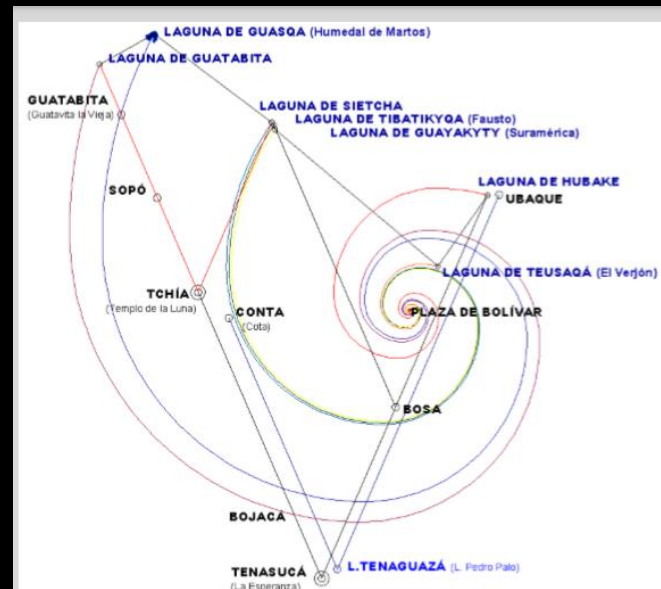 LAGUNA DE GUASQA (Humedal de Martos)
LAGUNA DE GUATABITA
GUATABITA
(Guatavita la Vieja)
LAGUNA DE SIETCHA
LAGUNA DE TIBATIKYQA (Fausto)
LAGUNA DE GUAYAKYTY (Suramérica)
SOPÓ
LAGUNA DE HUBAKE
UBAQUE
LAGUNA DE TEUSAQÁ (El Verjón)
TCHÍA
(Templo de la Luna)
CONTA
(Cota)
PLAZA DE BOLÍVAR
BOSA
BOJACÁ
TENASUCÁ
(La Esperanza)
L.TENAGUAZÁ (L. Pedro Palo)